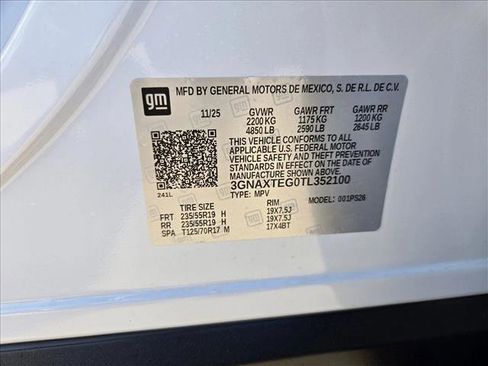 gm MFD BY GENERAL MOTORS DE MEXICO, S. DE R.L. DE C.V.
11/25 GVWR GAWR FRT GAWR RR
2200 KG 1175 KG 1200 KG
4850 LB 2590 LB 2645 LB
THIS VEHICLE CONFORMS TO ALL
APPLICABLE U.S. FEDERAL MOTOR
VEHICLE SAFETY STANDARDS IN
EFFECT ON THE DATE OF
MANUFACTURE SHOWN ABOVE.
3GNAXTEG0TL352100
241L TYPE: MPV MODEL: 001PS26
TIRE SIZE RIM
FRT 235/55R19 H 19X7.5J
RR 235/55R19 H 19X7.5J
SPA T125/70R17 M 17X4BT